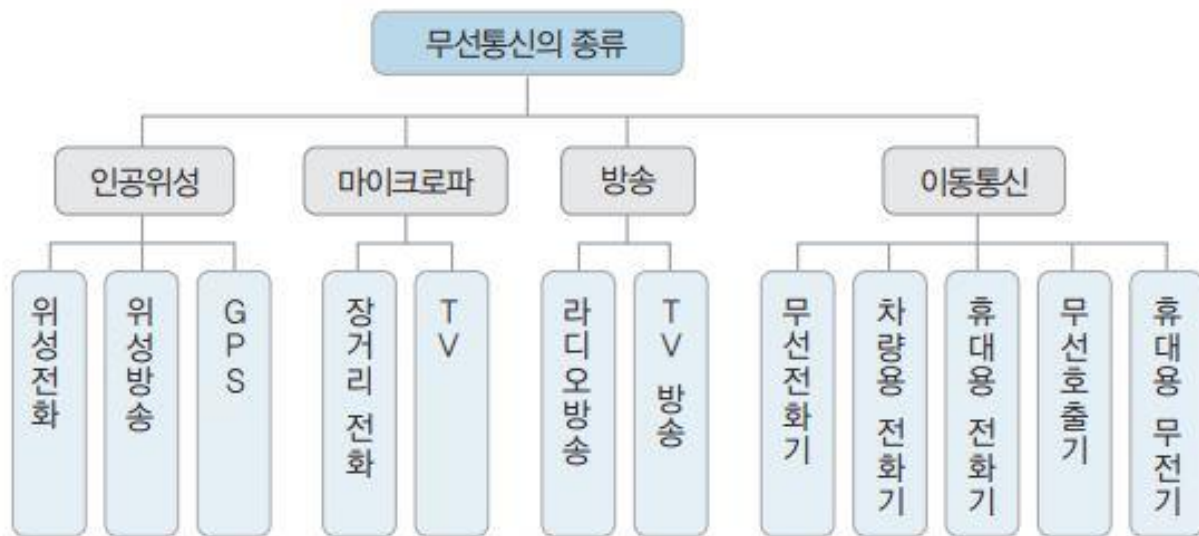 무선통신의 종류
인공위성
마이크로파
방송
이동통신
위성전화
위성방송
GPS
장거리 전화
TV
라디오방송
TV 방송
무선전화기
차량용 전화기
휴대용 전화기
무선호출기
휴대용 무전기